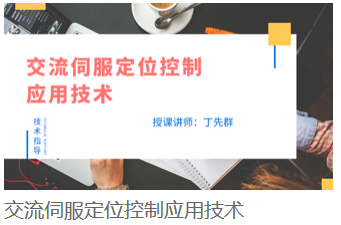 交流伺服定位控制
应用技术
技术指导
授课讲师：丁先群
交流伺服定位控制应用技术